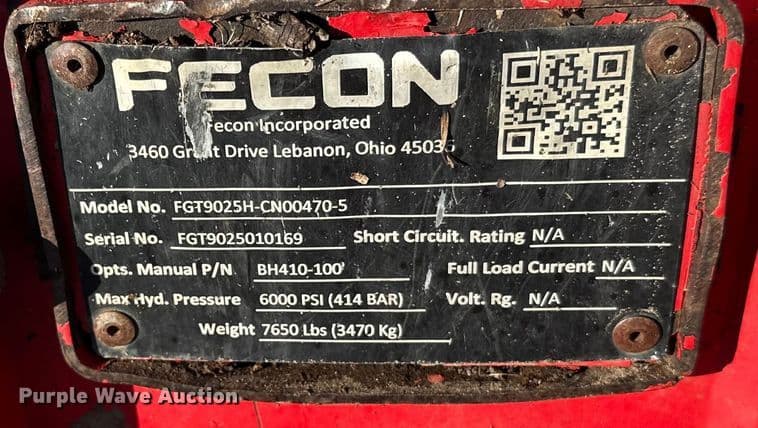 FECON
Fecon Incorporated
3460 Grant Drive Lebanon, Ohio 45036
Model No. FGT9025H-CN00470-5
Serial No. FGT9025010169 Short Circuit. Rating N/A
Opts. Manual P/N BH410-100 Full Load Current N/A
Max Hyd. Pressure 6000 PSI (414 BAR) Volt. Rg. N/A
Weight 7650 Lbs (3470 Kg)
Purple Wave Auction